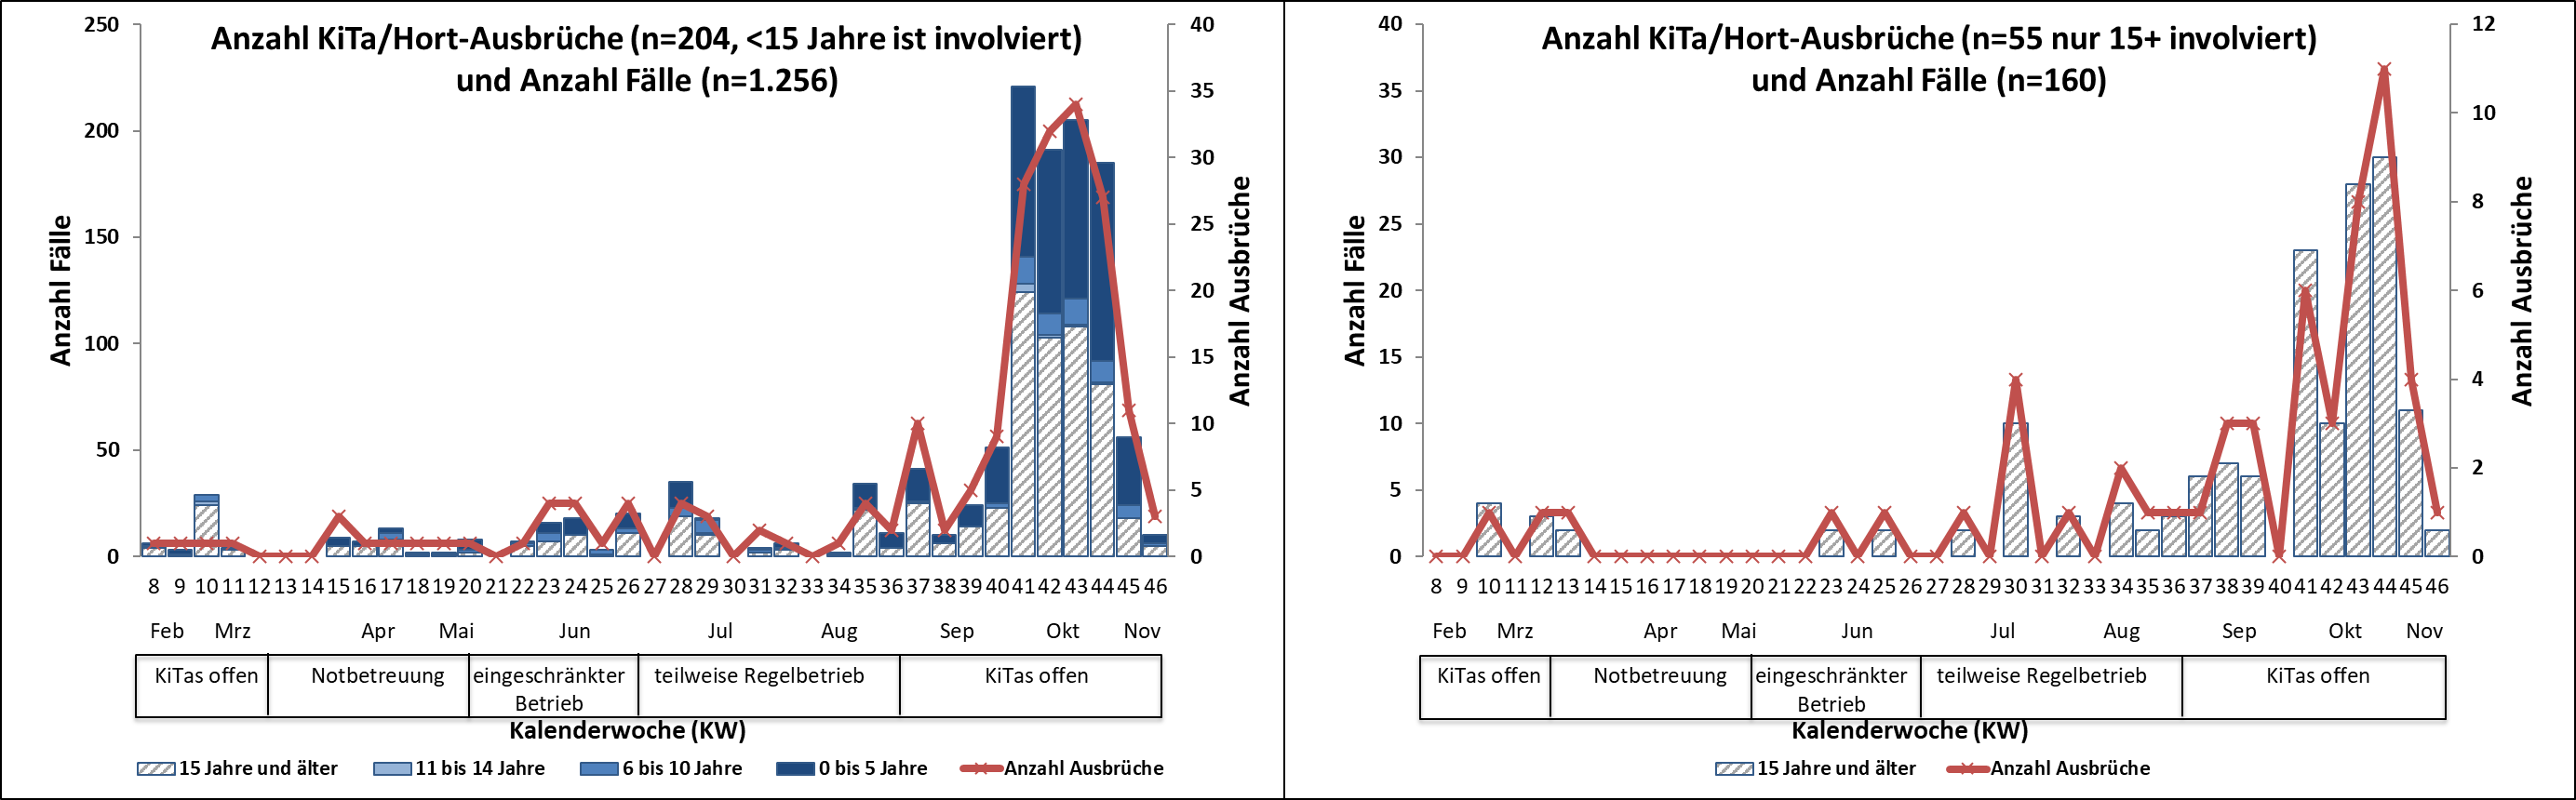 Anzahl KiTa/Hort-Ausbrüche (n=204, <15 Jahre ist involviert)
und Anzahl Fälle (n=1.256)
Anzahl Fälle
250
200
150
100
50
0
40
35
30
25
20
15
10
5
0
Anzahl Ausbrüche
8 9 10 11 12 13 14 15 16 17 18 19 20 21 22 23 24 25 26 27 28 29 30 31 32 33 34 35 36 37 38 39 40 41 42 43 44 45 46
Feb Mrz Apr Mai Jun Jul Aug Sep Okt Nov
KiTas offen Notbetreuung eingeschränkter teilweise Regelbetrieb KiTas offen
Betrieb
Kalenderwoche (KW)
15 Jahre und älter 11 bis 14 Jahre 6 bis 10 Jahre 0 bis 5 Jahre Anzahl Ausbrüche
Anzahl KiTa/Hort-Ausbrüche (n=55 nur 15+ involviert)
und Anzahl Fälle (n=160)
Anzahl Fälle
40
35
30
25
20
15
10
5
0
12
10
8
6
4
2
0
Anzahl Ausbrüche
8 9 10 11 12 13 14 15 16 17 18 19 20 21 22 23 24 25 26 27 28 29 30 31 32 33 34 35 36 37 38 39 40 41 42 43 44 45 46
Feb Mrz Apr Mai Jun Jul Aug Sep Okt Nov
KiTas offen Notbetreuung eingeschränkter teilweise Regelbetrieb KiTas offen
Betrieb
Kalenderwoche (KW)
15 Jahre und älter Anzahl Ausbrüche